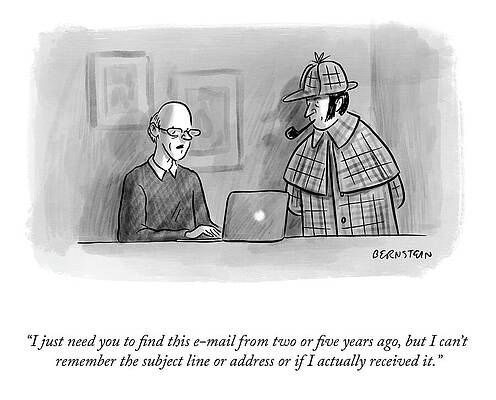 BERNSTEIN
“I just need you to find this e-mail from two or five years ago, but I can’t
remember the subject line or address or if I actually received it.”